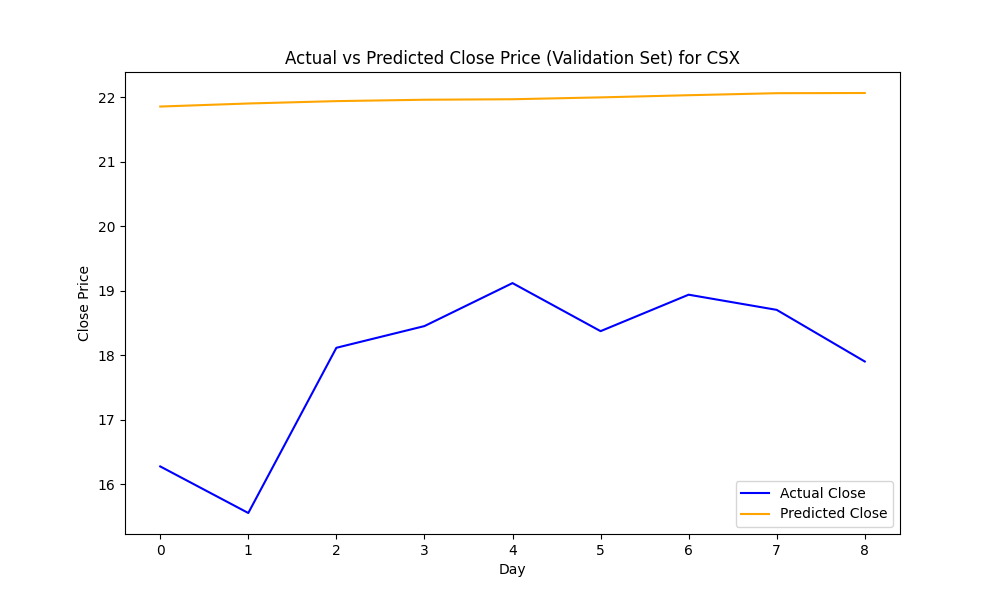 Actual vs Predicted Close Price (Validation Set) for CSX
22
21
20
19
18
17
16
Close Price
0 1 2 3 4 5 6 7 8
Day
Actual Close
Predicted Close